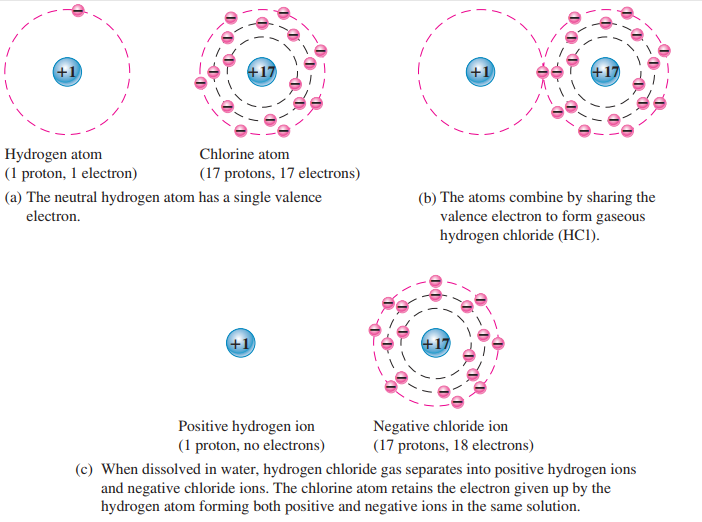 +1
+17
+1
+17
Hydrogen atom
(1 proton, 1 electron)
Chlorine atom
(17 protons, 17 electrons)
(a) The neutral hydrogen atom has a single valence
electron.
(b) The atoms combine by sharing the
valence electron to form gaseous
hydrogen chloride (HCl).
+1
+17
Positive hydrogen ion
(1 proton, no electrons)
Negative chloride ion
(17 protons, 18 electrons)
(c) When dissolved in water, hydrogen chloride gas separates into positive hydrogen ions
and negative chloride ions. The chlorine atom retains the electron given up by the
hydrogen atom forming both positive and negative ions in the same solution.